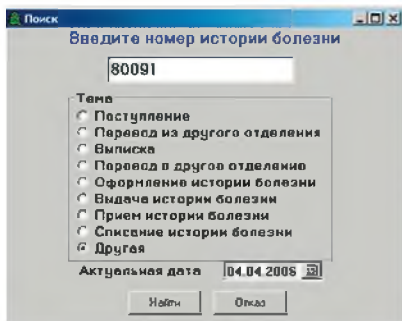 Поиск
Введите номер истории болезни
80091
Тема
Поступление
Перевод из другого отделения
Выписка
Перевод в другое отделение
Оформление истории болезни
Выдача истории болезни
Прием истории болезни
Списание истории болезни
Другая
Актуальная дата 04.04.2006
Найти Отказ